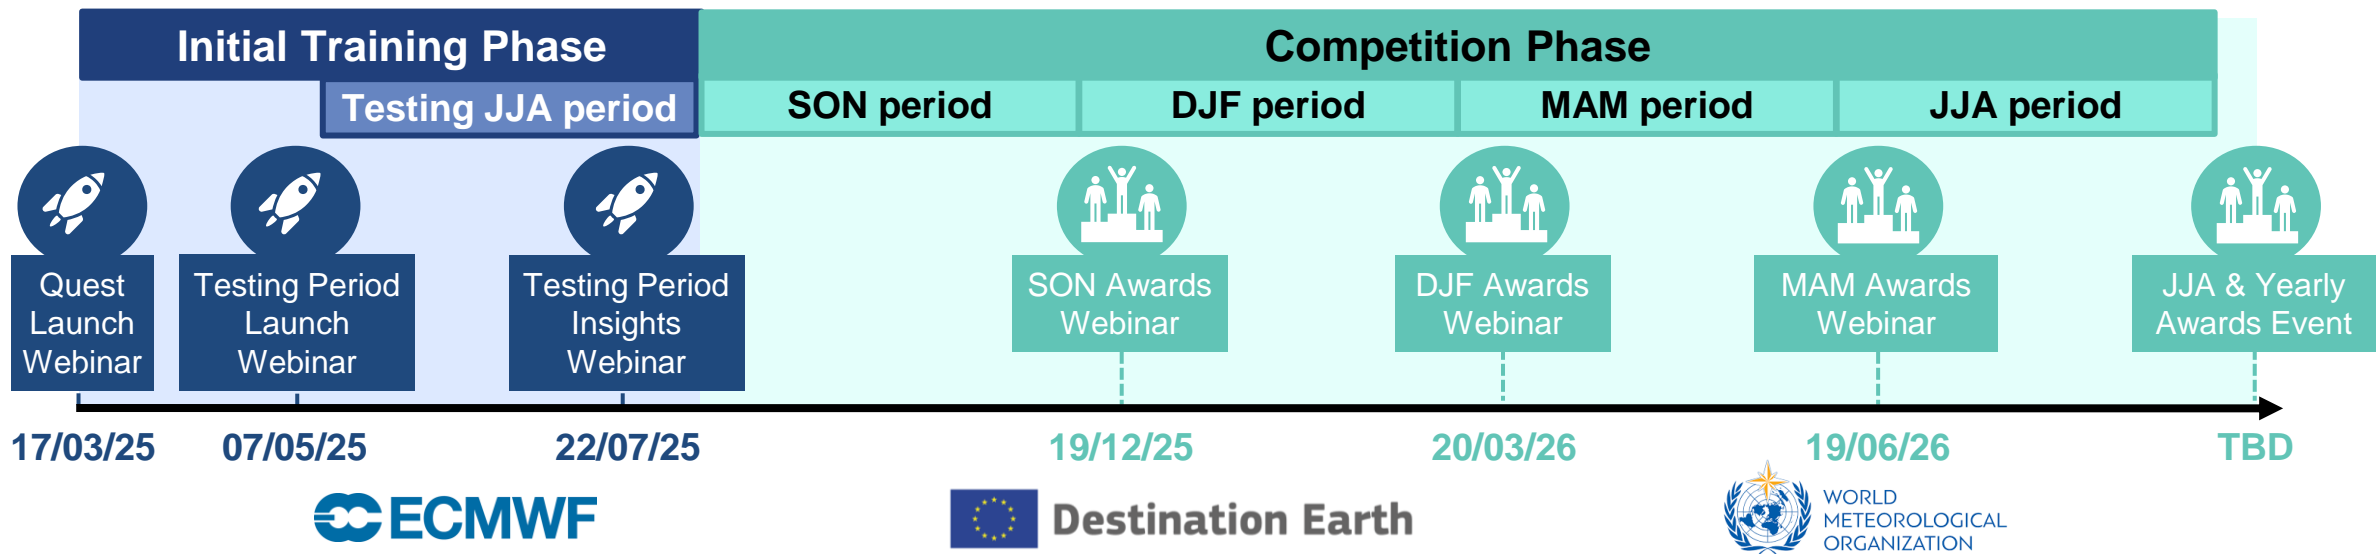 Initial Training Phase
Competition Phase
Testing JJA period
SON period
DJF period
MAM period
JJA period
Quest
Launch
Webinar
Testing Period
Launch
Webinar
Testing Period
Insights
Webinar
SON Awards
Webinar
DJF Awards
Webinar
MAM Awards
Webinar
JJA & Yearly
Awards Event
17/03/25
07/05/25
22/07/25
19/12/25
20/03/26
19/06/26
TBD
ECMWF
Destination Earth
WORLD
METEOROLOGICAL
ORGANIZATION